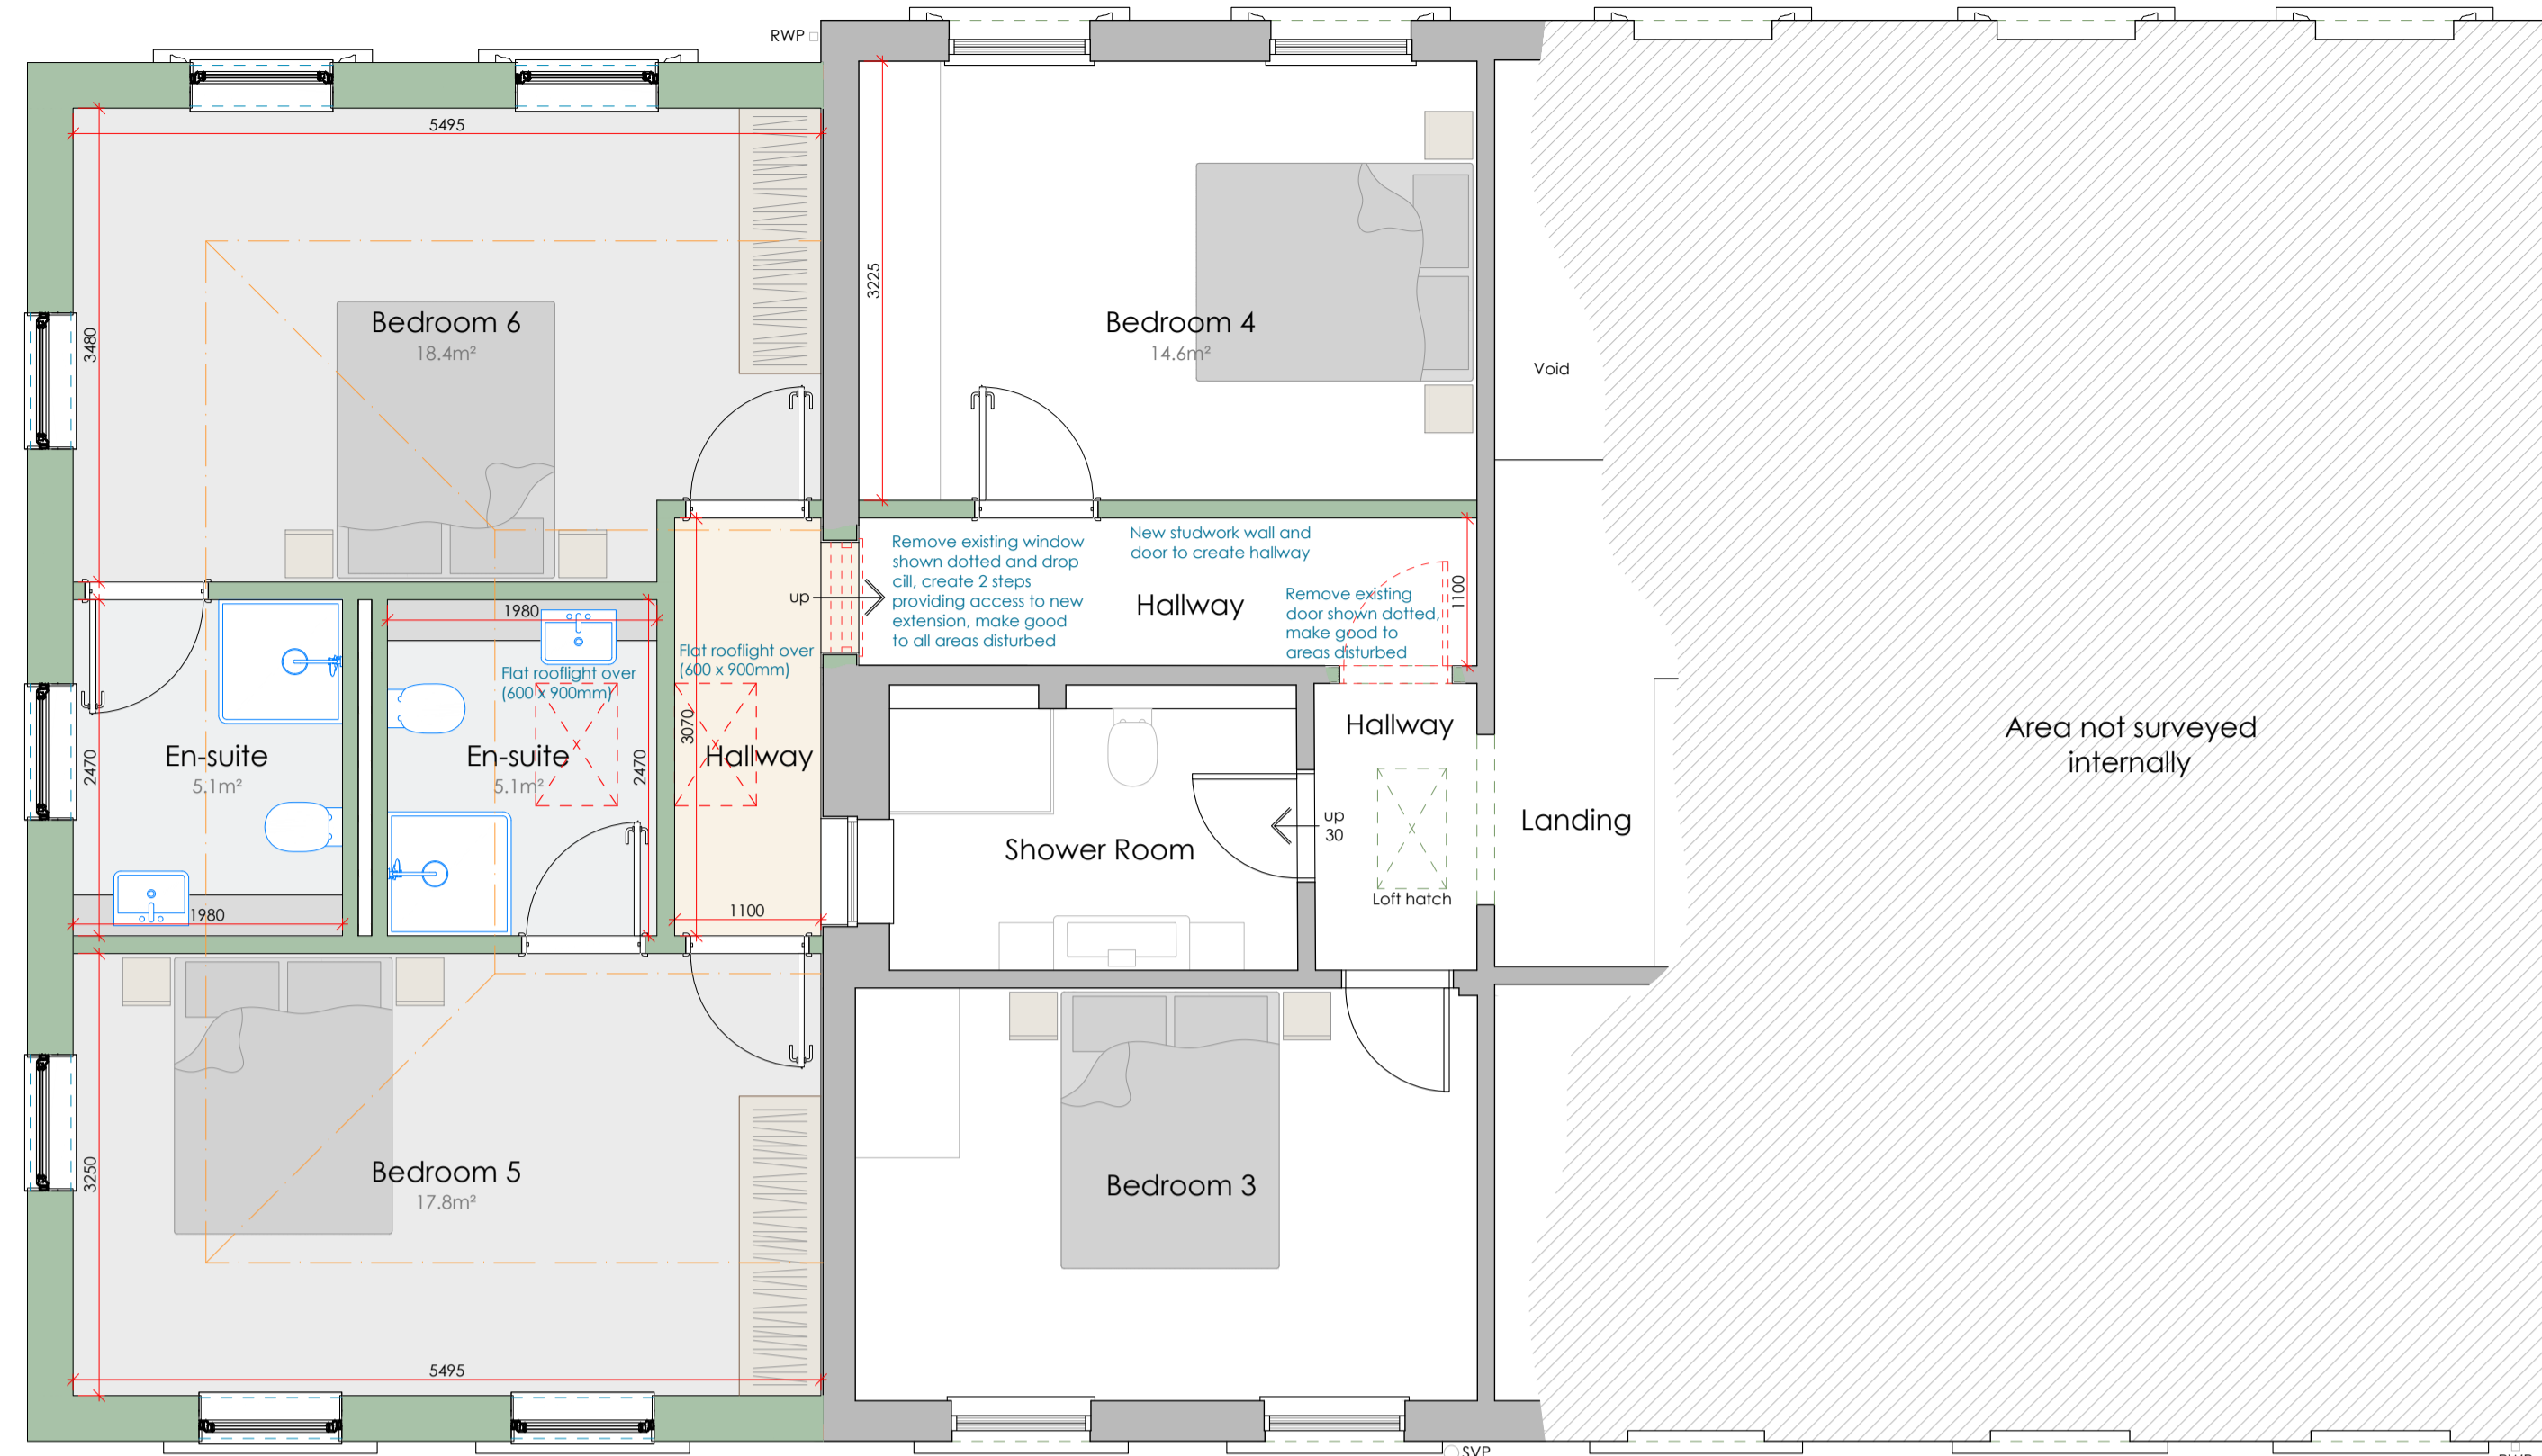 RWP
5495
3480
Bedroom 6
18.4m²
3225
Bedroom 4
14.6m²
Void
Remove existing window
shown dotted and drop
cill, create 2 steps
providing access to new
extension, make good
to all areas disturbed
New studwork wall and
door to create hallway
Hallway
Remove existing
door shown dotted,
make good to
areas disturbed
1100
up
1980
Flat rooflight over
(600 x 900mm)
Flat rooflight over
(600 x 900mm)
2470
En-suite
5.1m²
En-suite
5.1m²
2470
3070
Hallway
1980
1100
Hallway
up
30
Loft hatch
Landing
Shower Room
Area not surveyed
internally
3250
Bedroom 5
17.8m²
5495
Bedroom 3
SVP